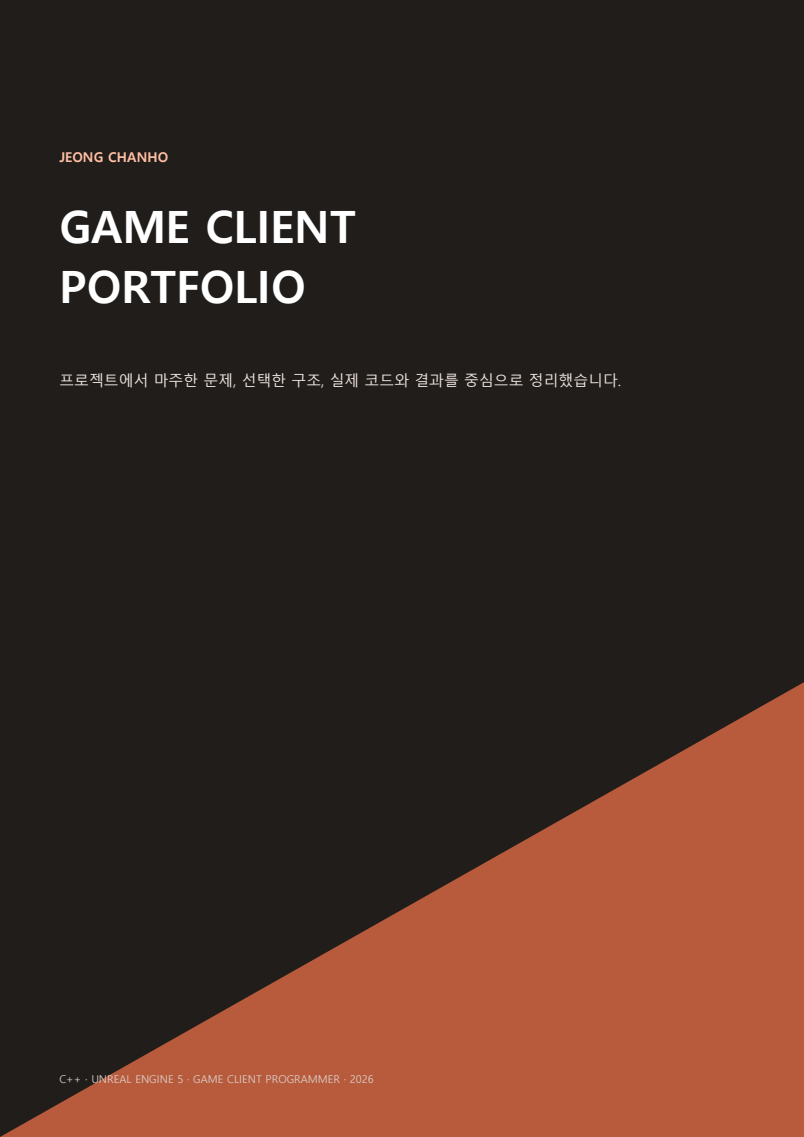 JEONG CHANHO
GAME CLIENT
PORTFOLIO
프로젝트에서 마주한 문제, 선택한 구조, 실제 코드와 결과를 중심으로 정리했습니다.
C++ · UNREAL ENGINE 5 · GAME CLIENT PROGRAMMER · 2026